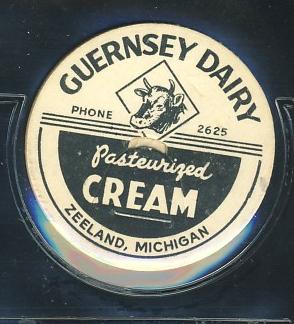 GUERNSEY DAIRY
PHONE 2625
Pasteurized
CREAM
ZEELAND, MICHIGAN